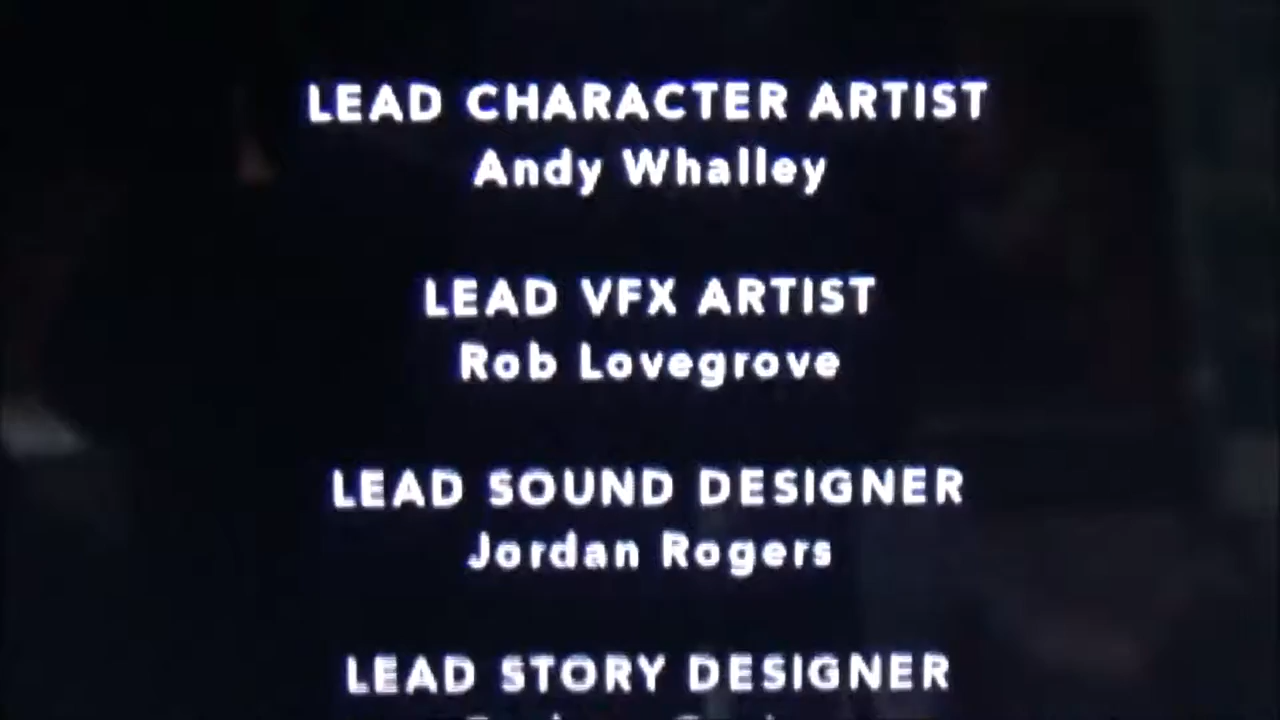 LEAD CHARACTER ARTIST
Andy Whalley
LEAD VFX ARTIST
Rob Lovegrove
LEAD SOUND DESIGNER
Jordan Rogers
LEAD STORY DESIGNER